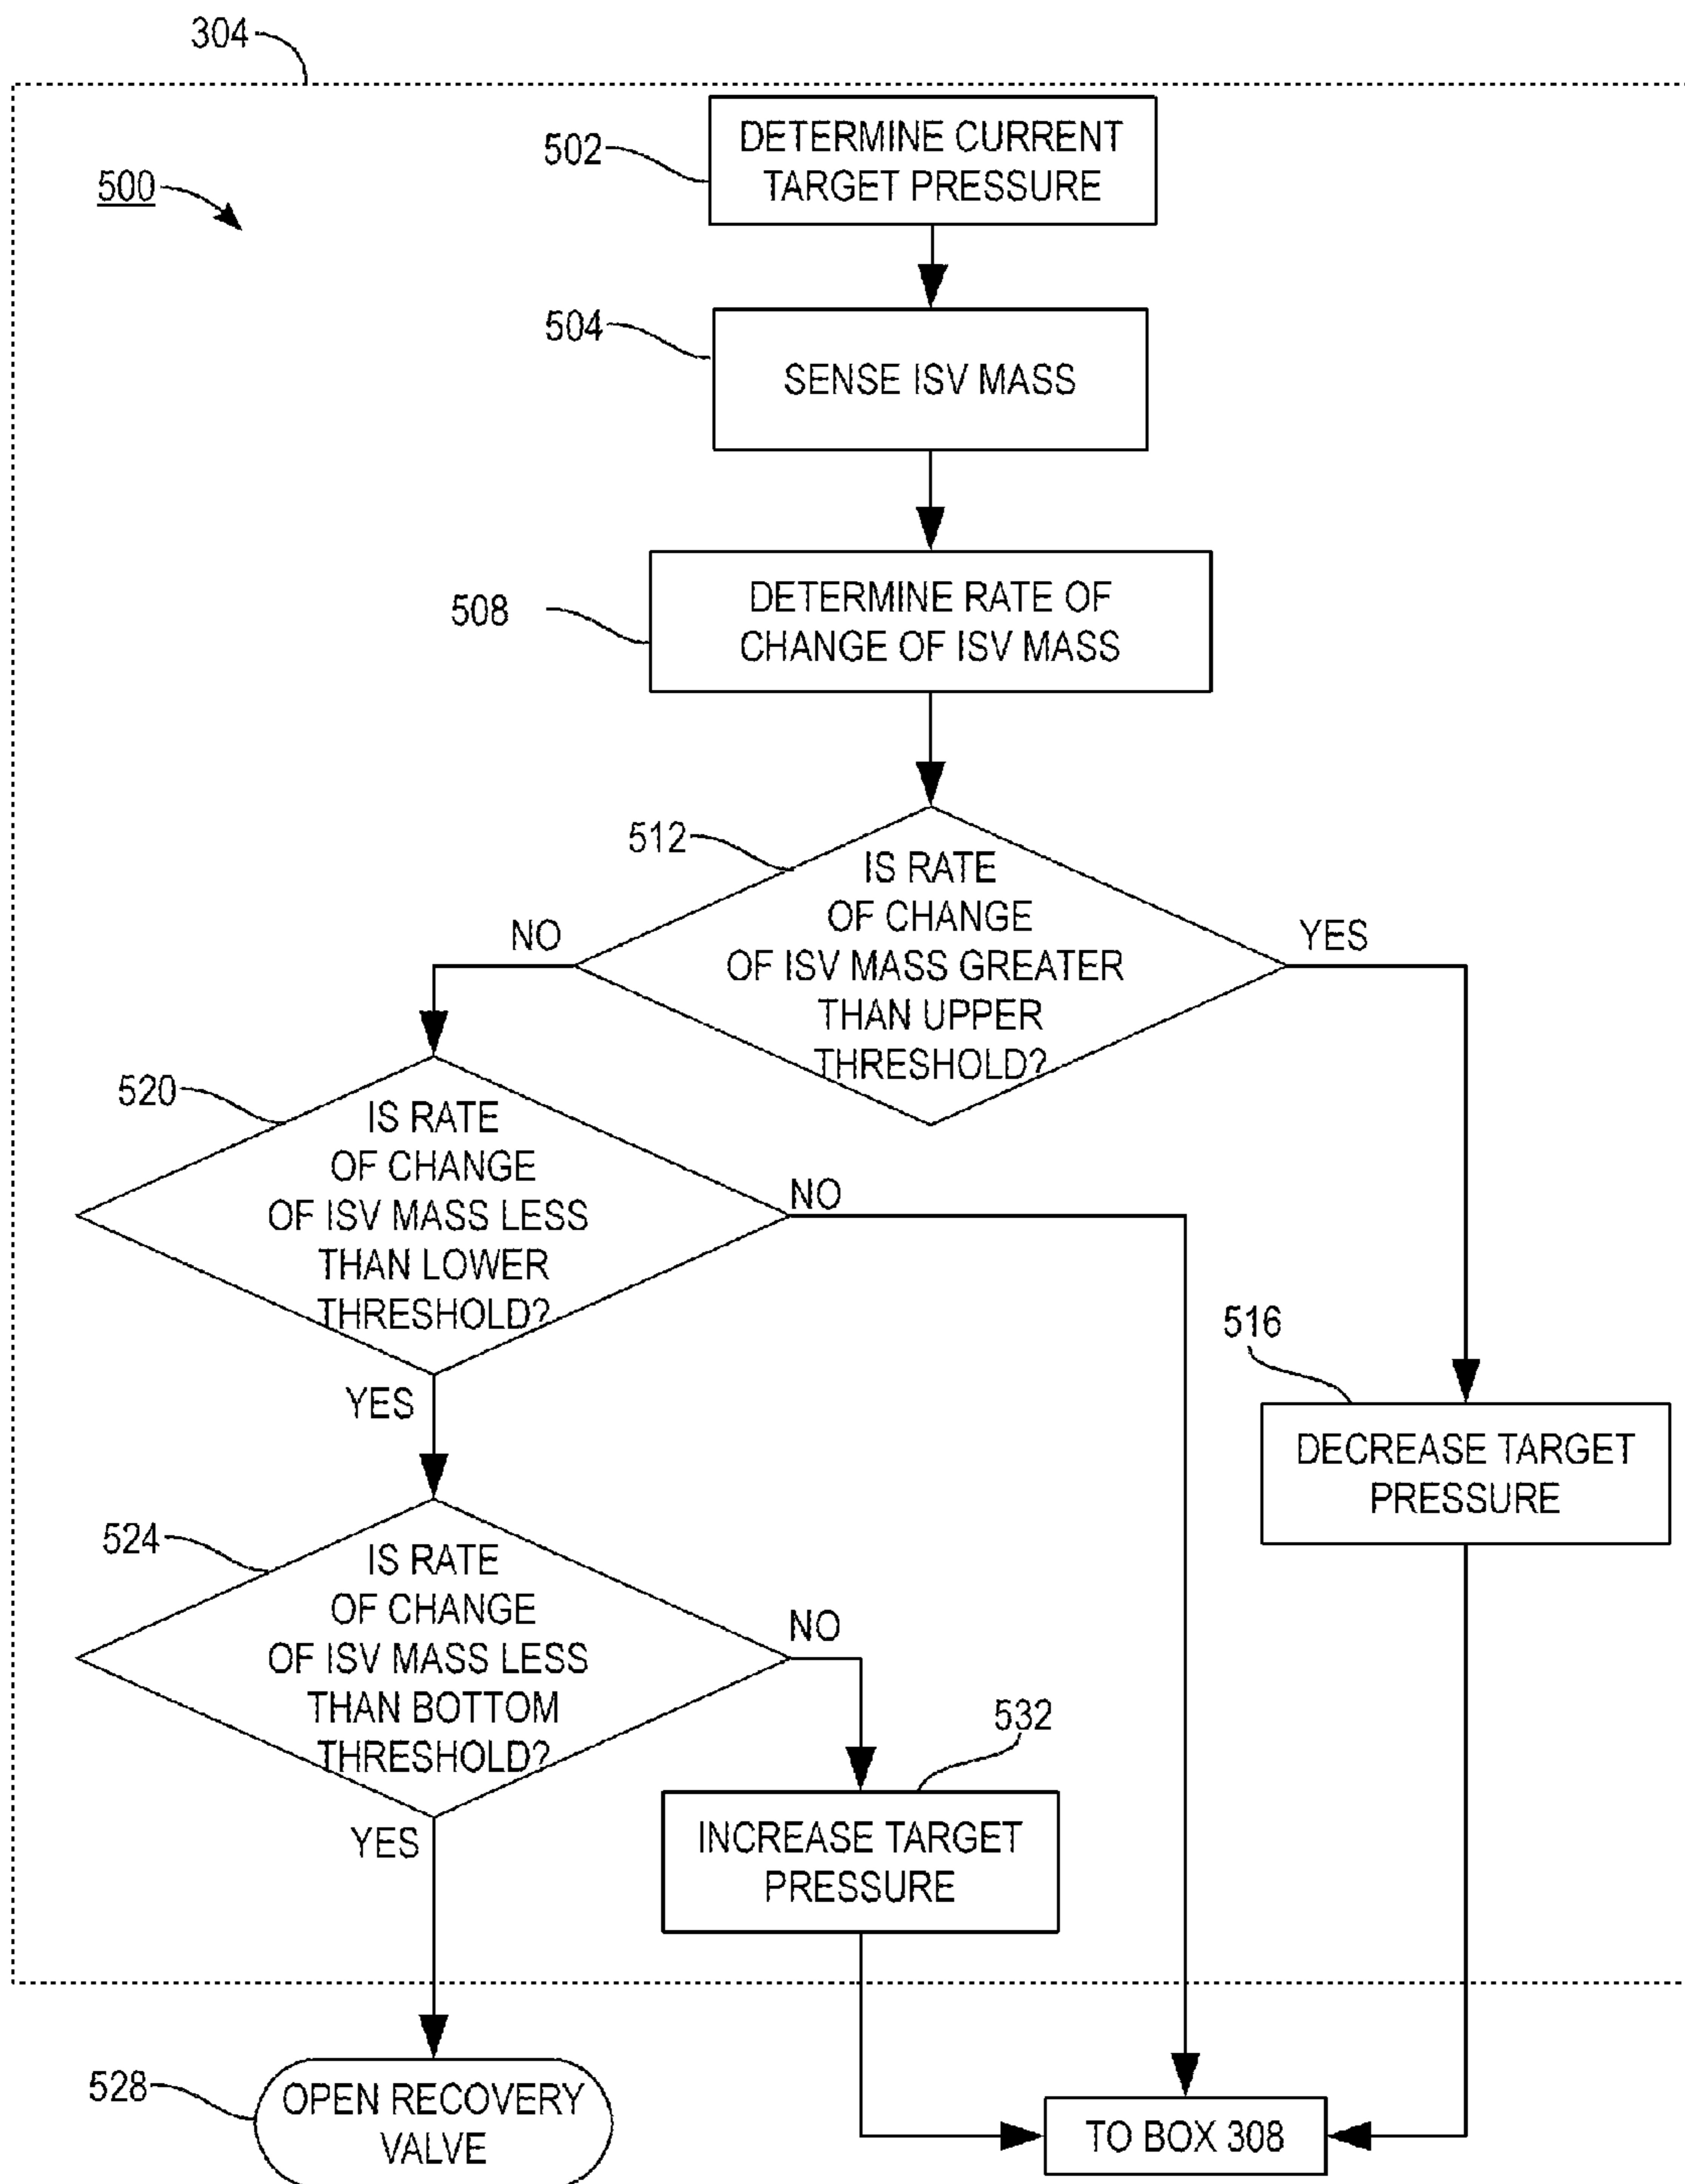 304
502
DETERMINE CURRENT
TARGET PRESSURE
500
504
SENSE ISV MASS
508
DETERMINE RATE OF
CHANGE OF ISV MASS
512
IS RATE
OF CHANGE
OF ISV MASS GREATER
THAN UPPER
THRESHOLD?
NO
YES
520
IS RATE
OF CHANGE
OF ISV MASS LESS
THAN LOWER
THRESHOLD?
NO
YES
516
DECREASE TARGET
PRESSURE
524
IS RATE
OF CHANGE
OF ISV MASS LESS
THAN BOTTOM
THRESHOLD?
NO
YES
532
INCREASE TARGET
PRESSURE
528
OPEN RECOVERY
VALVE
TO BOX 308